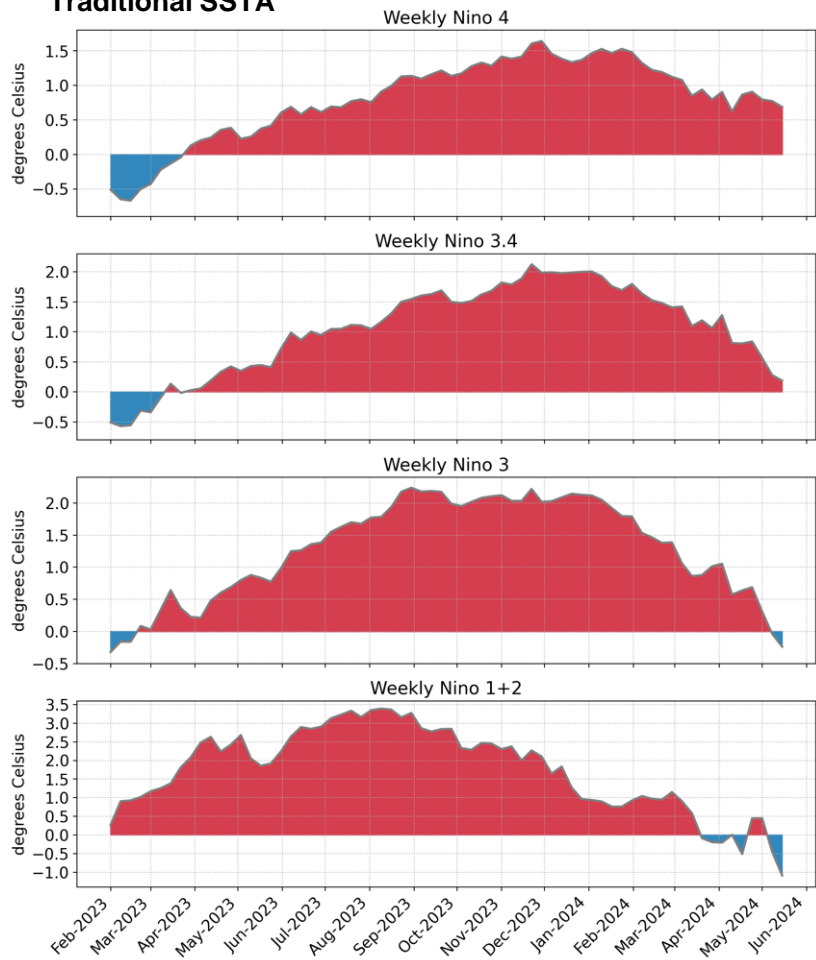 Traditional SSTA
Weekly Nino 4
degrees Celsius
1.5
1.0
0.5
0.0
−0.5
Weekly Nino 3.4
degrees Celsius
2.0
1.5
1.0
0.5
0.0
−0.5
Weekly Nino 3
degrees Celsius
2.0
1.5
1.0
0.5
0.0
−0.5
Weekly Nino 1+2
degrees Celsius
3.5
3.0
2.5
2.0
1.5
1.0
0.5
0.0
−0.5
−1.0
Feb-2023
Mar-2023
Apr-2023
May-2023
Jun-2023
Jul-2023
Aug-2023
Sep-2023
Oct-2023
Nov-2023
Dec-2023
Jan-2024
Feb-2024
Mar-2024
Apr-2024
May-2024
Jun-2024